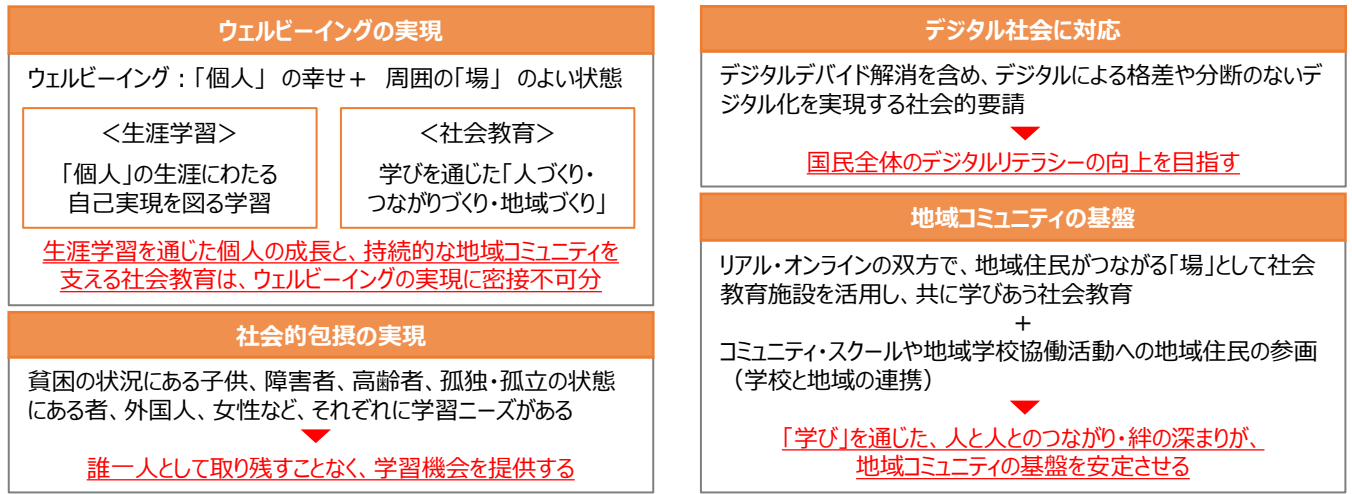 ウェルビーイングの実現
ウェルビーイング：「個人」の幸せ＋ 周囲の「場」のよい状態
＜生涯学習＞
「個人」の生涯にわたる
自己実現を図る学習
＜社会教育＞
学びを通じた「人づくり・
つながりづくり・地域づくり」
生涯学習を通じた個人の成長と、持続的な地域コミュニティを
支える社会教育は、ウェルビーイングの実現に密接不可分
社会的包摂の実現
貧困の状況にある子供、障害者、高齢者、孤独・孤立の状態
にある者、外国人、女性など、それぞれに学習ニーズがある
誰一人として取り残すことなく、学習機会を提供する
デジタル社会に対応
デジタルデバイド解消を含め、デジタルによる格差や分断のないデ
ジタル化を実現する社会的要請
国民全体のデジタルリテラシーの向上を目指す
地域コミュニティの基盤
リアル・オンラインの双方で、地域住民がつながる「場」として社会
教育施設を活用し、共に学びあう社会教育
＋
コミュニティ・スクールや地域学校協働活動への地域住民の参画
（学校と地域の連携）
「学び」を通じた、人と人とのつながり・絆の深まりが、
地域コミュニティの基盤を安定させる